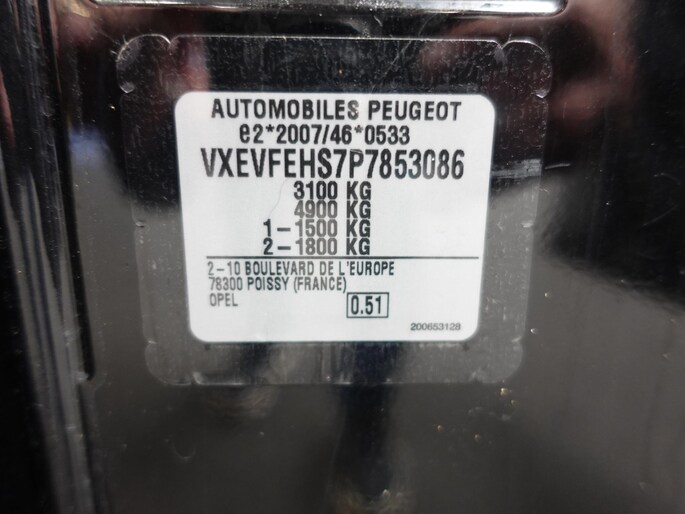 AUTOMOBILES PEUGEOT
e2*2007/46*0533
VXEVFEHS7P7853086
3100 KG
4900 KG
1-1500 KG
2-1800 KG
2-10 BOULEVARD DE L'EUROPE
78300 POISSY (FRANCE)
OPEL 0.51
200653128